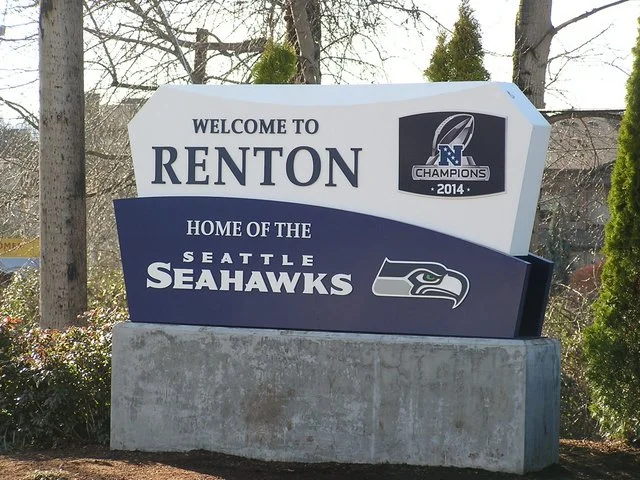 WELCOME TO
RENTON
N
CHAMPIONS
· 2014 ·
HOME OF THE
SEATTLE
SEAHAWKS